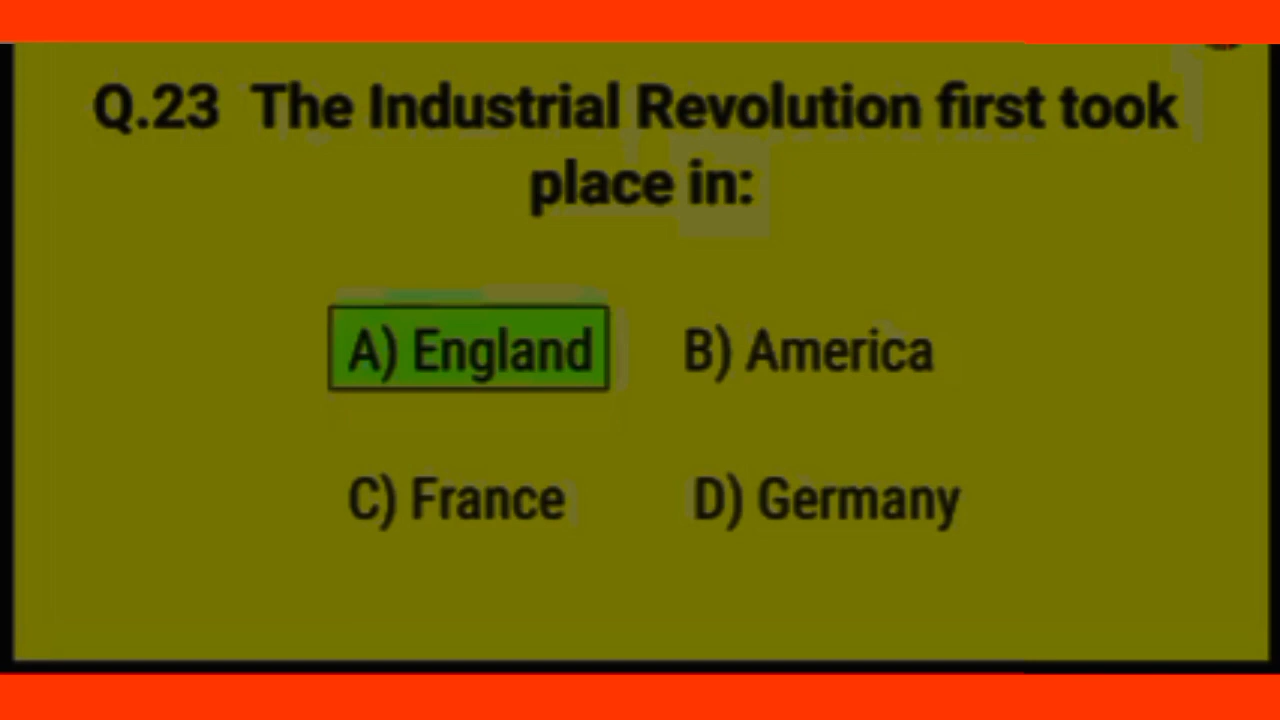 Q.23 The Industrial Revolution first took
place in:
A) England B) America
C) France D) Germany